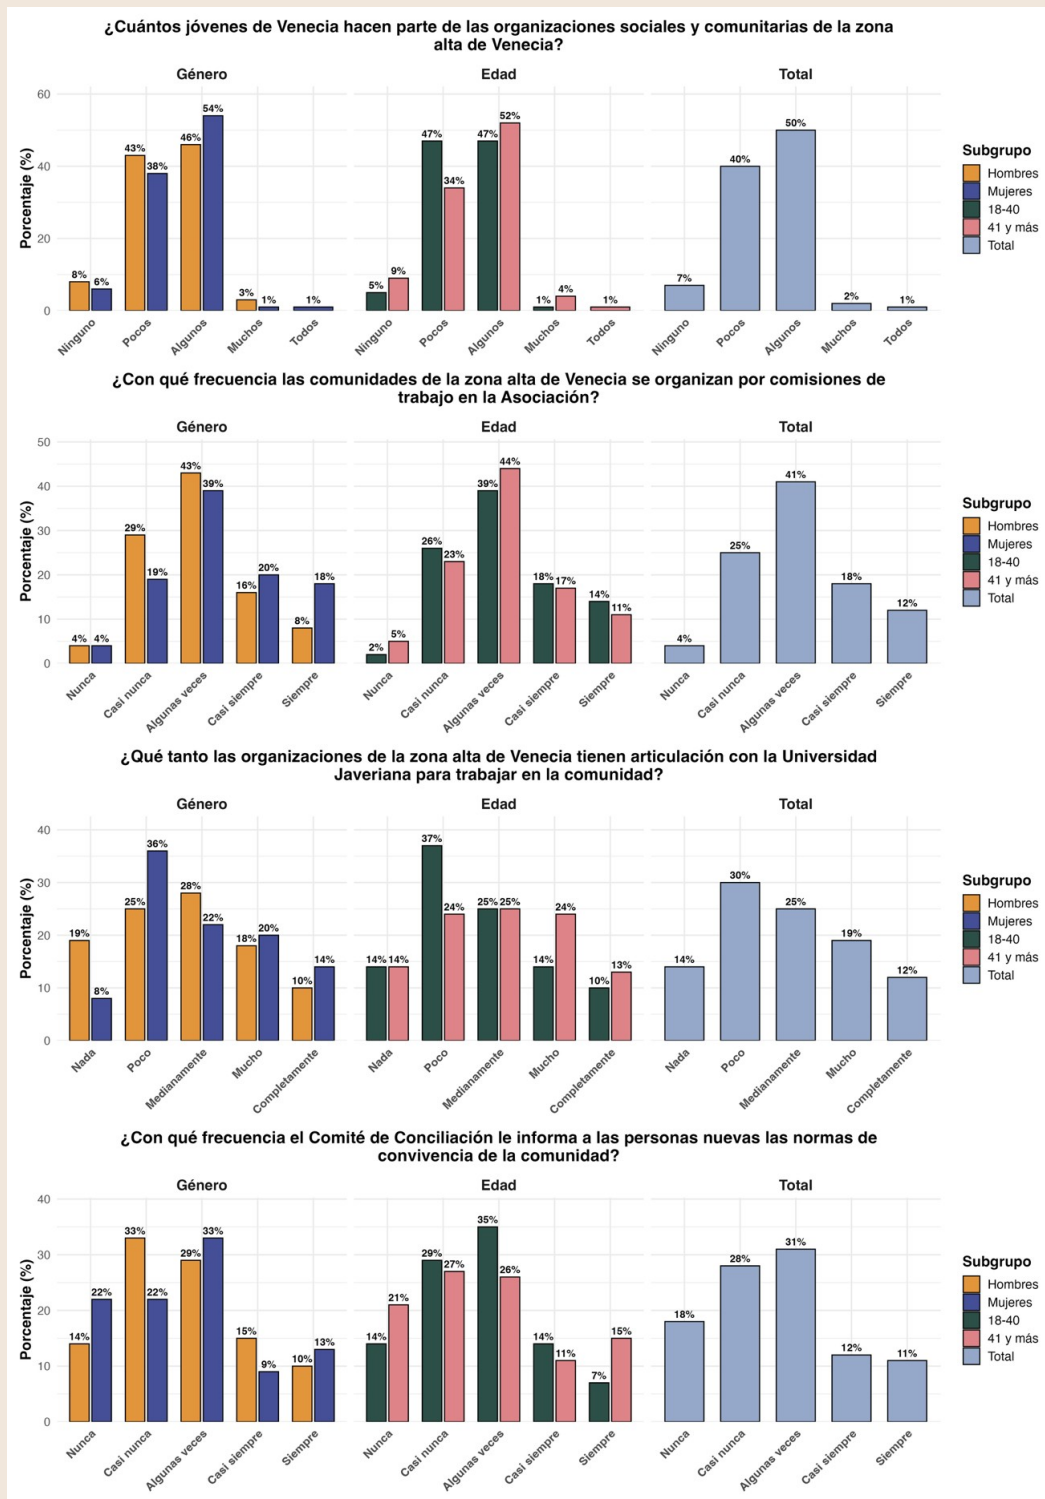 ¿Cuántos jóvenes de Venecia hacen parte de las organizaciones sociales y comunitarias de la zona
alta de Venecia?
Género
Edad
Total
Porcentaje (%)
60
40
20
0
8%
6%
43%
38%
46%
54%
3%
1%
1%
5%
9%
47%
34%
47%
52%
1%
4%
1%
7%
40%
50%
2%
1%
Ninguno
Pocos
Algunos
Muchos
Todos
Ninguno
Pocos
Algunos
Muchos
Todos
Ninguno
Pocos
Algunos
Muchos
Todos
Subgrupo
Hombres
Mujeres
18-40
41 y más
Total
¿Con qué frecuencia las comunidades de la zona alta de Venecia se organizan por comisiones de
trabajo en la Asociación?
Género
Edad
Total
Porcentaje (%)
50
40
30
20
10
0
4%
4%
29%
19%
43%
39%
16%
20%
8%
18%
2%
5%
26%
23%
39%
44%
18%
17%
14%
11%
4%
25%
41%
18%
12%
Nunca
Casi nunca
Algunas veces
Casi siempre
Siempre
Nunca
Casi nunca
Algunas veces
Casi siempre
Siempre
Nunca
Casi nunca
Algunas veces
Casi siempre
Siempre
Subgrupo
Hombres
Mujeres
18-40
41 y más
Total
¿Qué tanto las organizaciones de la zona alta de Venecia tienen articulación con la Universidad
Javeriana para trabajar en la comunidad?
Género
Edad
Total
Porcentaje (%)
40
30
20
10
0
19%
8%
25%
36%
28%
22%
18%
20%
10%
14%
14%
14%
37%
24%
25%
25%
14%
24%
10%
13%
14%
30%
25%
19%
12%
Nada
Poco
Medianamente
Mucho
Completamente
Nada
Poco
Medianamente
Mucho
Completamente
Nada
Poco
Medianamente
Mucho
Completamente
Subgrupo
Hombres
Mujeres
18-40
41 y más
Total
¿Con qué frecuencia el Comité de Conciliación le informa a las personas nuevas las normas de
convivencia de la comunidad?
Género
Edad
Total
Porcentaje (%)
40
30
20
10
0
14%
22%
33%
22%
29%
33%
15%
9%
10%
13%
14%
21%
29%
27%
35%
26%
14%
11%
7%
15%
18%
28%
31%
12%
11%
Nunca
Casi nunca
Algunas veces
Casi siempre
Siempre
Nunca
Casi nunca
Algunas veces
Casi siempre
Siempre
Nunca
Casi nunca
Algunas veces
Casi siempre
Siempre
Subgrupo
Hombres
Mujeres
18-40
41 y más
Total